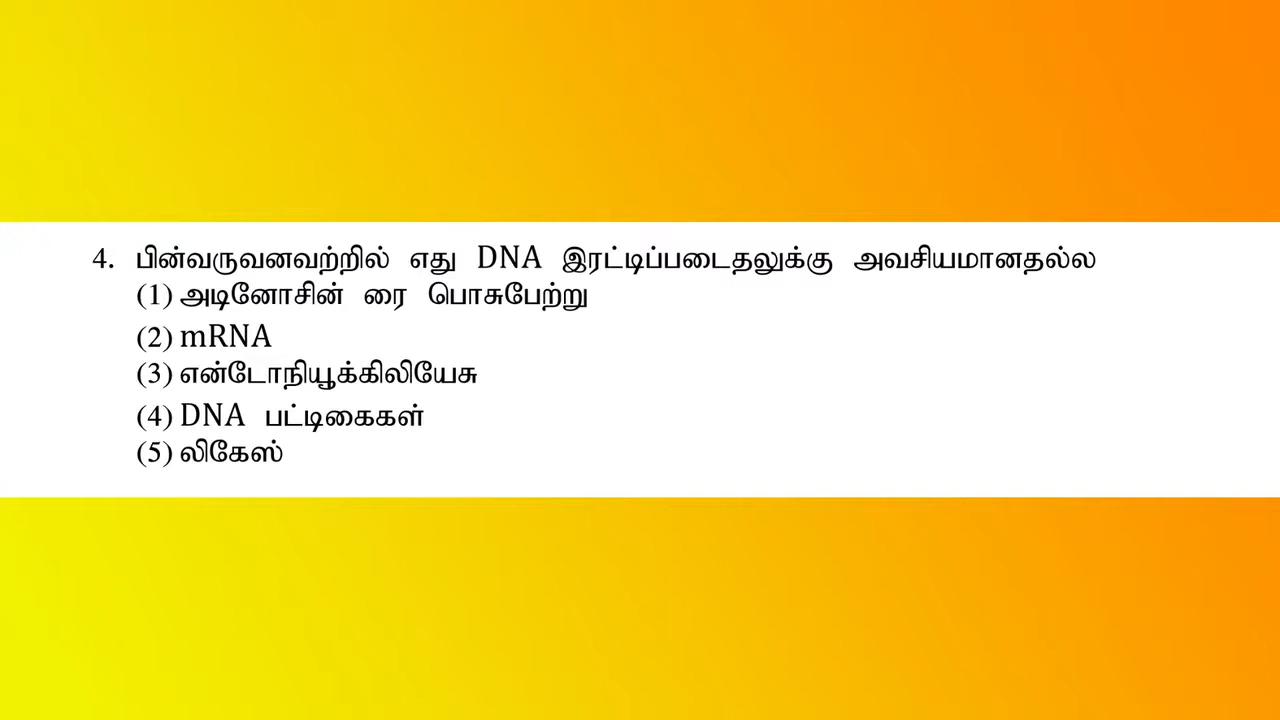 4. பின்வருவனவற்றில் எது DNA இரட்டிப்படைதலுக்கு அவசியமானதல்ல
(1) அடினோசின் ரை பொசுபேற்று
(2) mRNA
(3) என்டோநியூக்கிலியேசு
(4) DNA பட்டிகைகள்
(5) லிகேஸ்